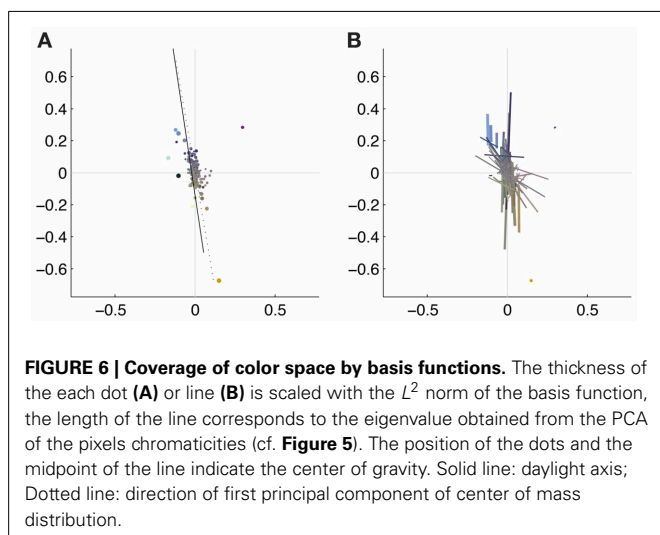 A
B
0.6
0.4
0.2
0
−0.2
−0.4
−0.6
−0.5
0
0.5
0.6
0.4
0.2
0
−0.2
−0.4
−0.6
−0.5
0
0.5
FIGURE 6 | Coverage of color space by basis functions. The thickness of
the each dot (A) or line (B) is scaled with the L² norm of the basis function,
the length of the line corresponds to the eigenvalue obtained from the PCA
of the pixels chromaticities (cf. Figure 5). The position of the dots and the
midpoint of the line indicate the center of gravity. Solid line: daylight axis;
Dotted line: direction of first principal component of center of mass
distribution.